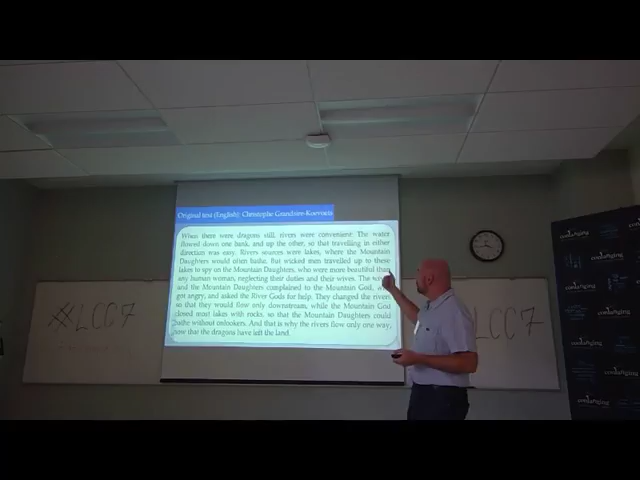 Original text (English): Christophe Grandsire-Koevoets
When there were dragons still, rivers were convenient. The water
flowed down one bank, and up the other, so that travelling in either
direction was easy. Rivers sources were lakes, where the Mountain
Daughters would often bathe. But wicked men travelled up to these
lakes to spy on the Mountain Daughters, who were more beautiful than
any human woman, neglecting their duties and their wives. The
and the Mountain Daughters complained to the Mountain God,
got angry, and asked the River Gods for help. They changed the rivers
so that they would flow only downstream, while the Mountain God
closed most lakes with rocks, so that the Mountain Daughters could
bathe without onlookers. And that is why the rivers flow only one way,
now that the dragons have left the land.
#LCC7
LCC7
conlanging
conlanging
conlanging